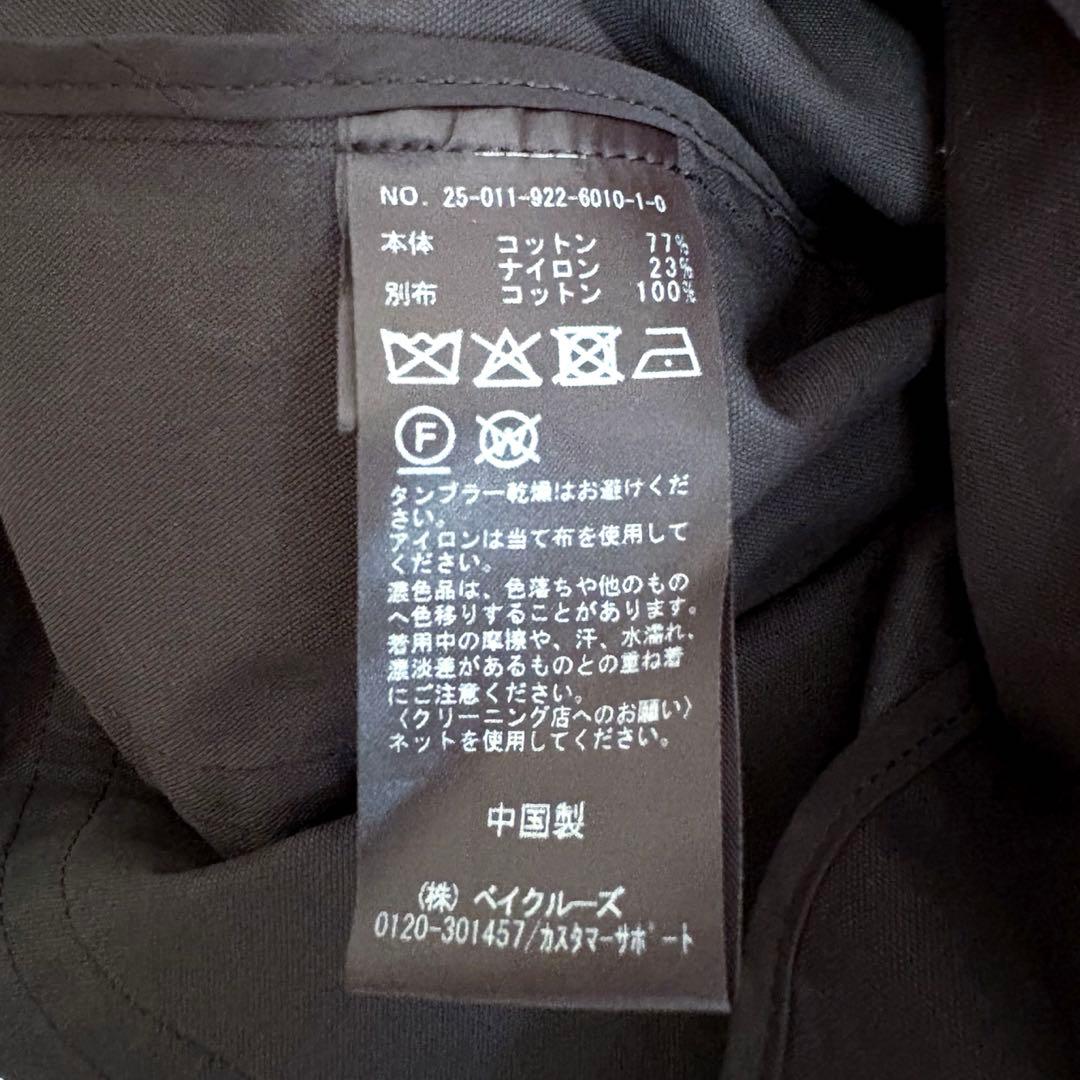 NO. 25-011-922-6010-1-0
本体 コットン 77%
ナイロン 23%
別布 コットン 100%
F W
タンブラー乾燥はお避けくだ
さい。
アイロンは当て布を使用して
ください。
濃色品は、色落ちや他のもの
へ色移りすることがあります。
着用中の摩擦や、汗、水濡れ、
濃淡差があるものとの重ね着
にご注意ください。
〈クリーニング店へのお願い〉
ネットを使用してください。
中国製
(株) ベイクルーズ
0120-301457/カスタマーサポート